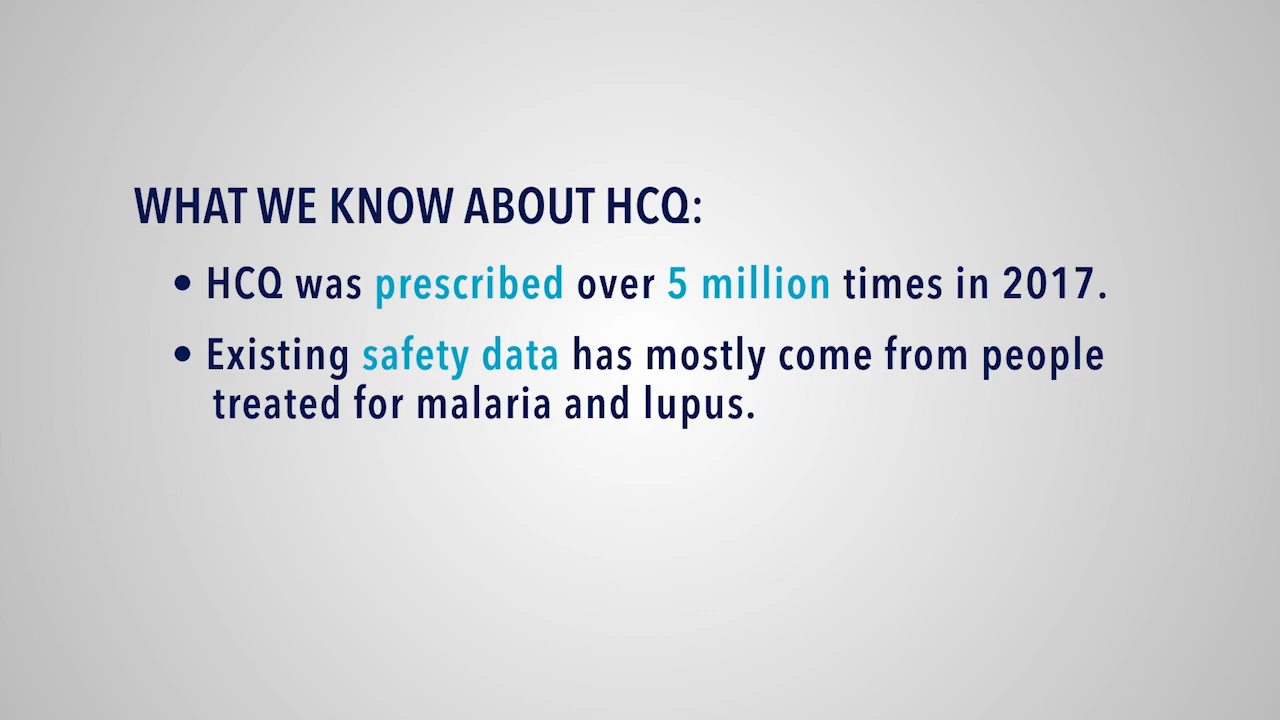 WHAT WE KNOW ABOUT HCQ:
• HCQ was prescribed over 5 million times in 2017.
• Existing safety data has mostly come from people
treated for malaria and lupus.